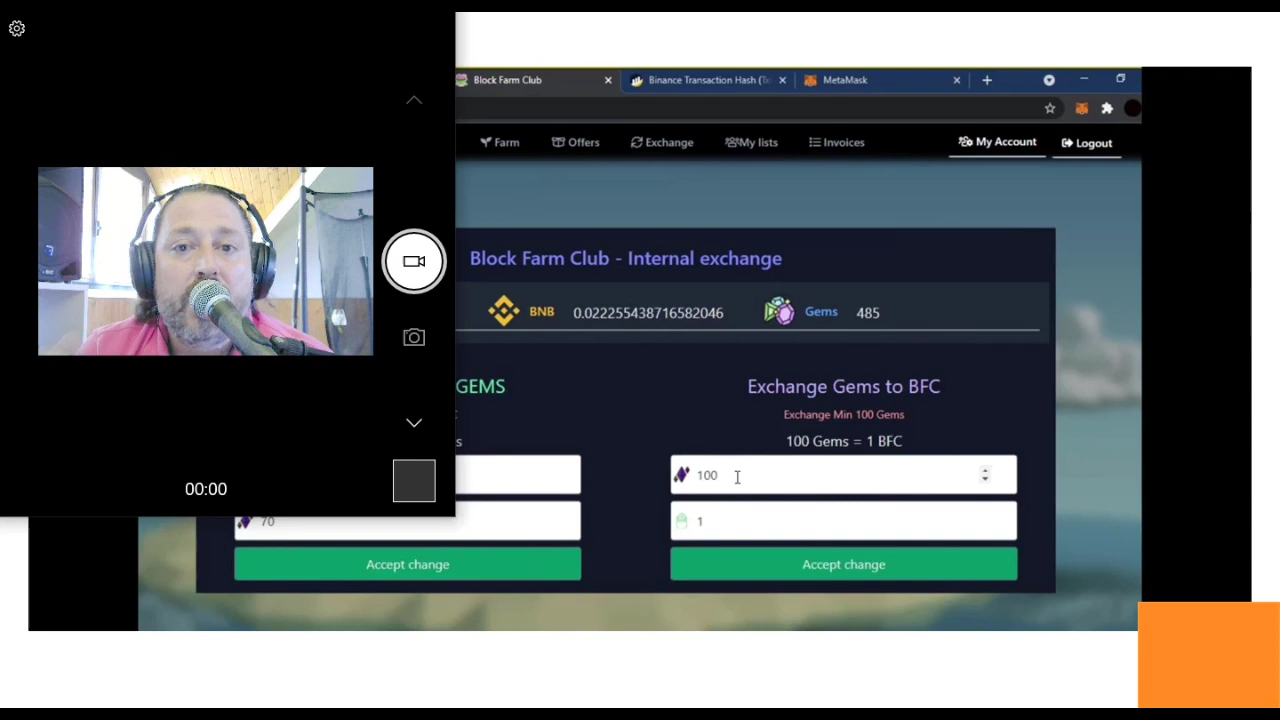 Block Farm Club
Binance Transaction Hash (T
MetaMask
Farm
Offers
Exchange
My lists
Invoices
My Account
Logout
Block Farm Club - Internal exchange
BNB 0.022255438716582046
Gems 485
GEMS
Exchange Gems to BFC
Exchange Min 100 Gems
s
100 Gems = 1 BFC
100
70
1
Accept change
Accept change
00:00